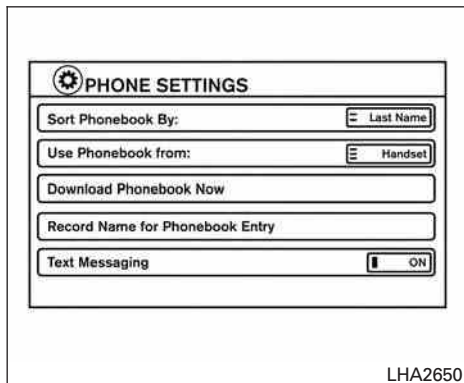 PHONE SETTINGS
Sort Phonebook By: Last Name
Use Phonebook from: Handset
Download Phonebook Now
Record Name for Phonebook Entry
Text Messaging ON
LHA2650